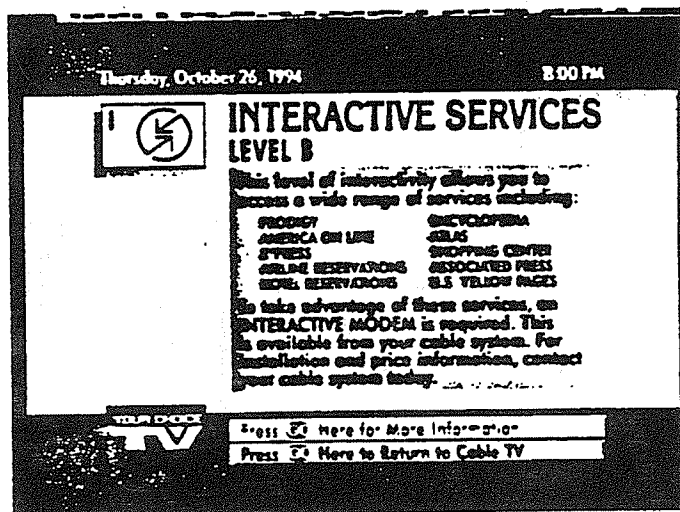 Thursday, October 26, 1994 8:00 PM
INTERACTIVE SERVICES
LEVEL B
This level of interactivity allows you to
access a wide range of services including:
PRODIGY ENCYCLOPEDIA
AMERICA ON LINE ATLAS
X*PRESS SHOPPING CENTER
AIRLINE RESERVATIONS ASSOCIATED PRESS
HOTEL RESERVATIONS U.S. YELLOW PAGES
To take advantage of these services, an
INTERACTIVE MODEM is required. This
is available from your cable system. For
installation and price information, contact
your cable system today.
YOUR CHOICE
TV
Press Here for More Information
Press Here to Return to Cable TV